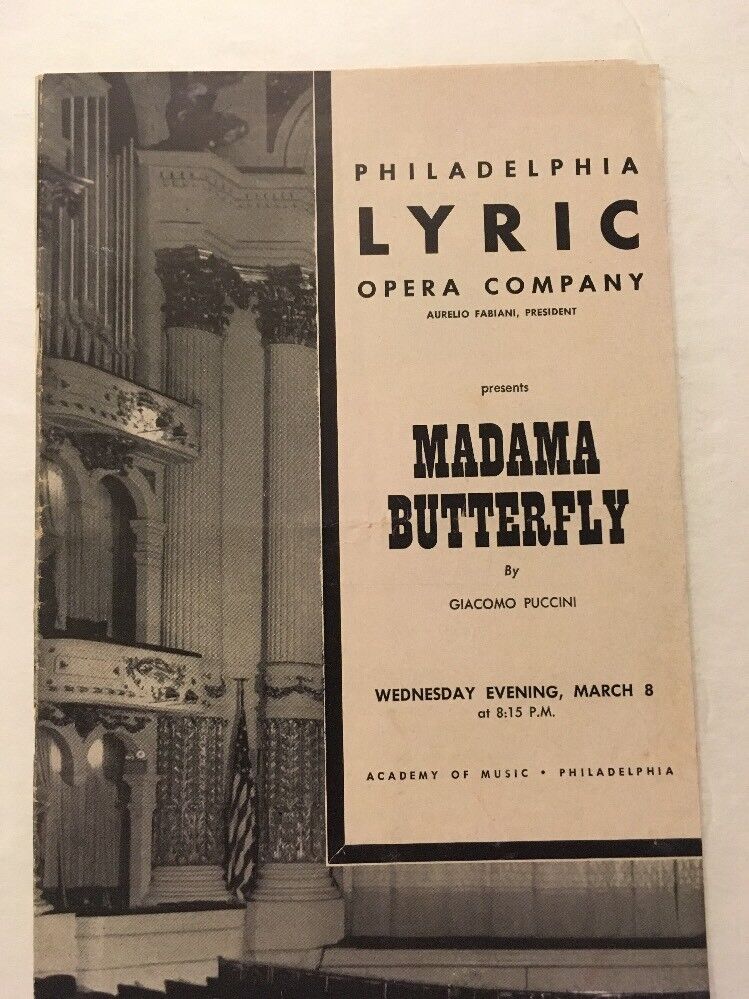 PHILADELPHIA
LYRIC
OPERA COMPANY
AURELIO FABIANI, PRESIDENT
presents
MADAMA
BUTTERFLY
By
GIACOMO PUCCINI
WEDNESDAY EVENING, MARCH 8
at 8:15 P.M.
ACADEMY OF MUSIC • PHILADELPHIA